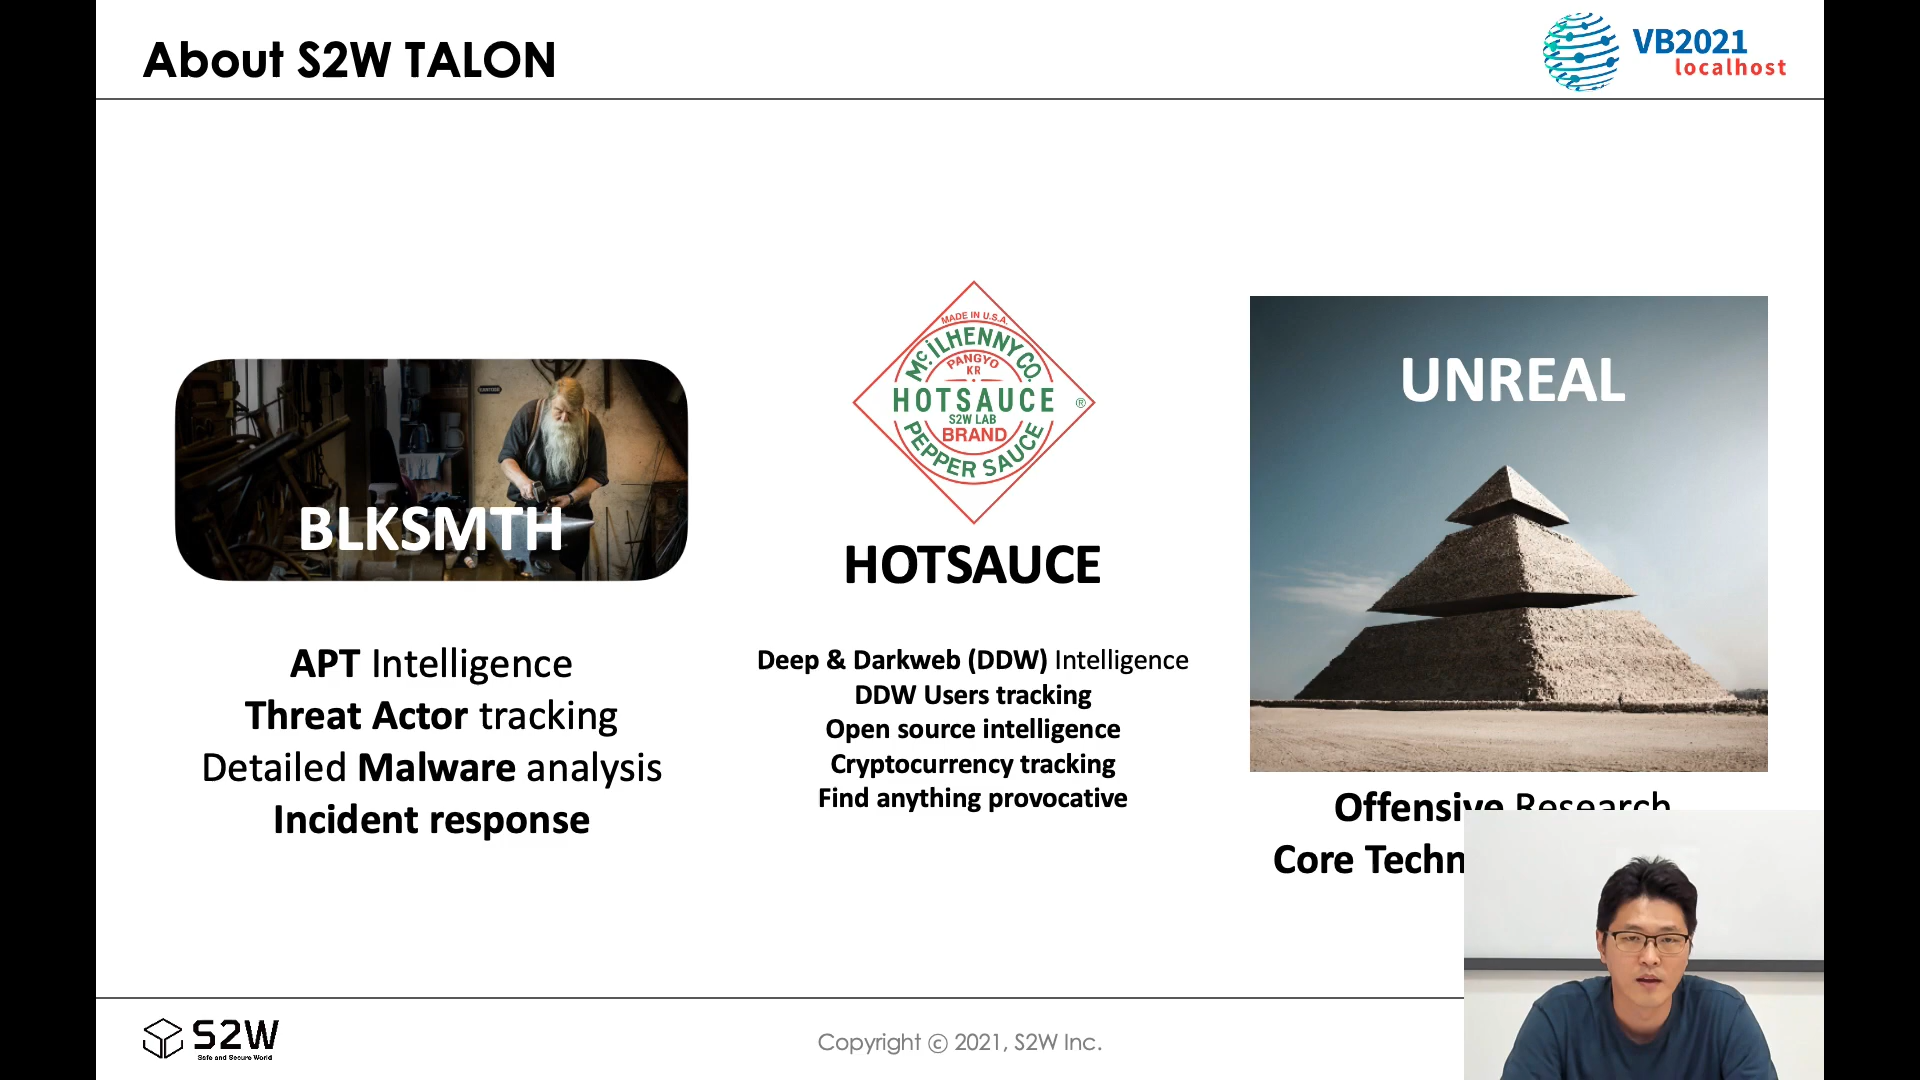 About S2W TALON
VB2021
localhost
BLKSMTH
APT Intelligence
Threat Actor tracking
Detailed Malware analysis
Incident response
MADE IN U.S.A.
McILHENNY CO.
PANGYO
KR
HOTSAUCE ®
S2W LAB
BRAND
PEPPER SAUCE
HOTSAUCE
Deep & Darkweb (DDW) Intelligence
DDW Users tracking
Open source intelligence
Cryptocurrency tracking
Find anything provocative
UNREAL
Offensive Research
Core Techn
S2W
Safe and Secure World
Copyright © 2021, S2W Inc.